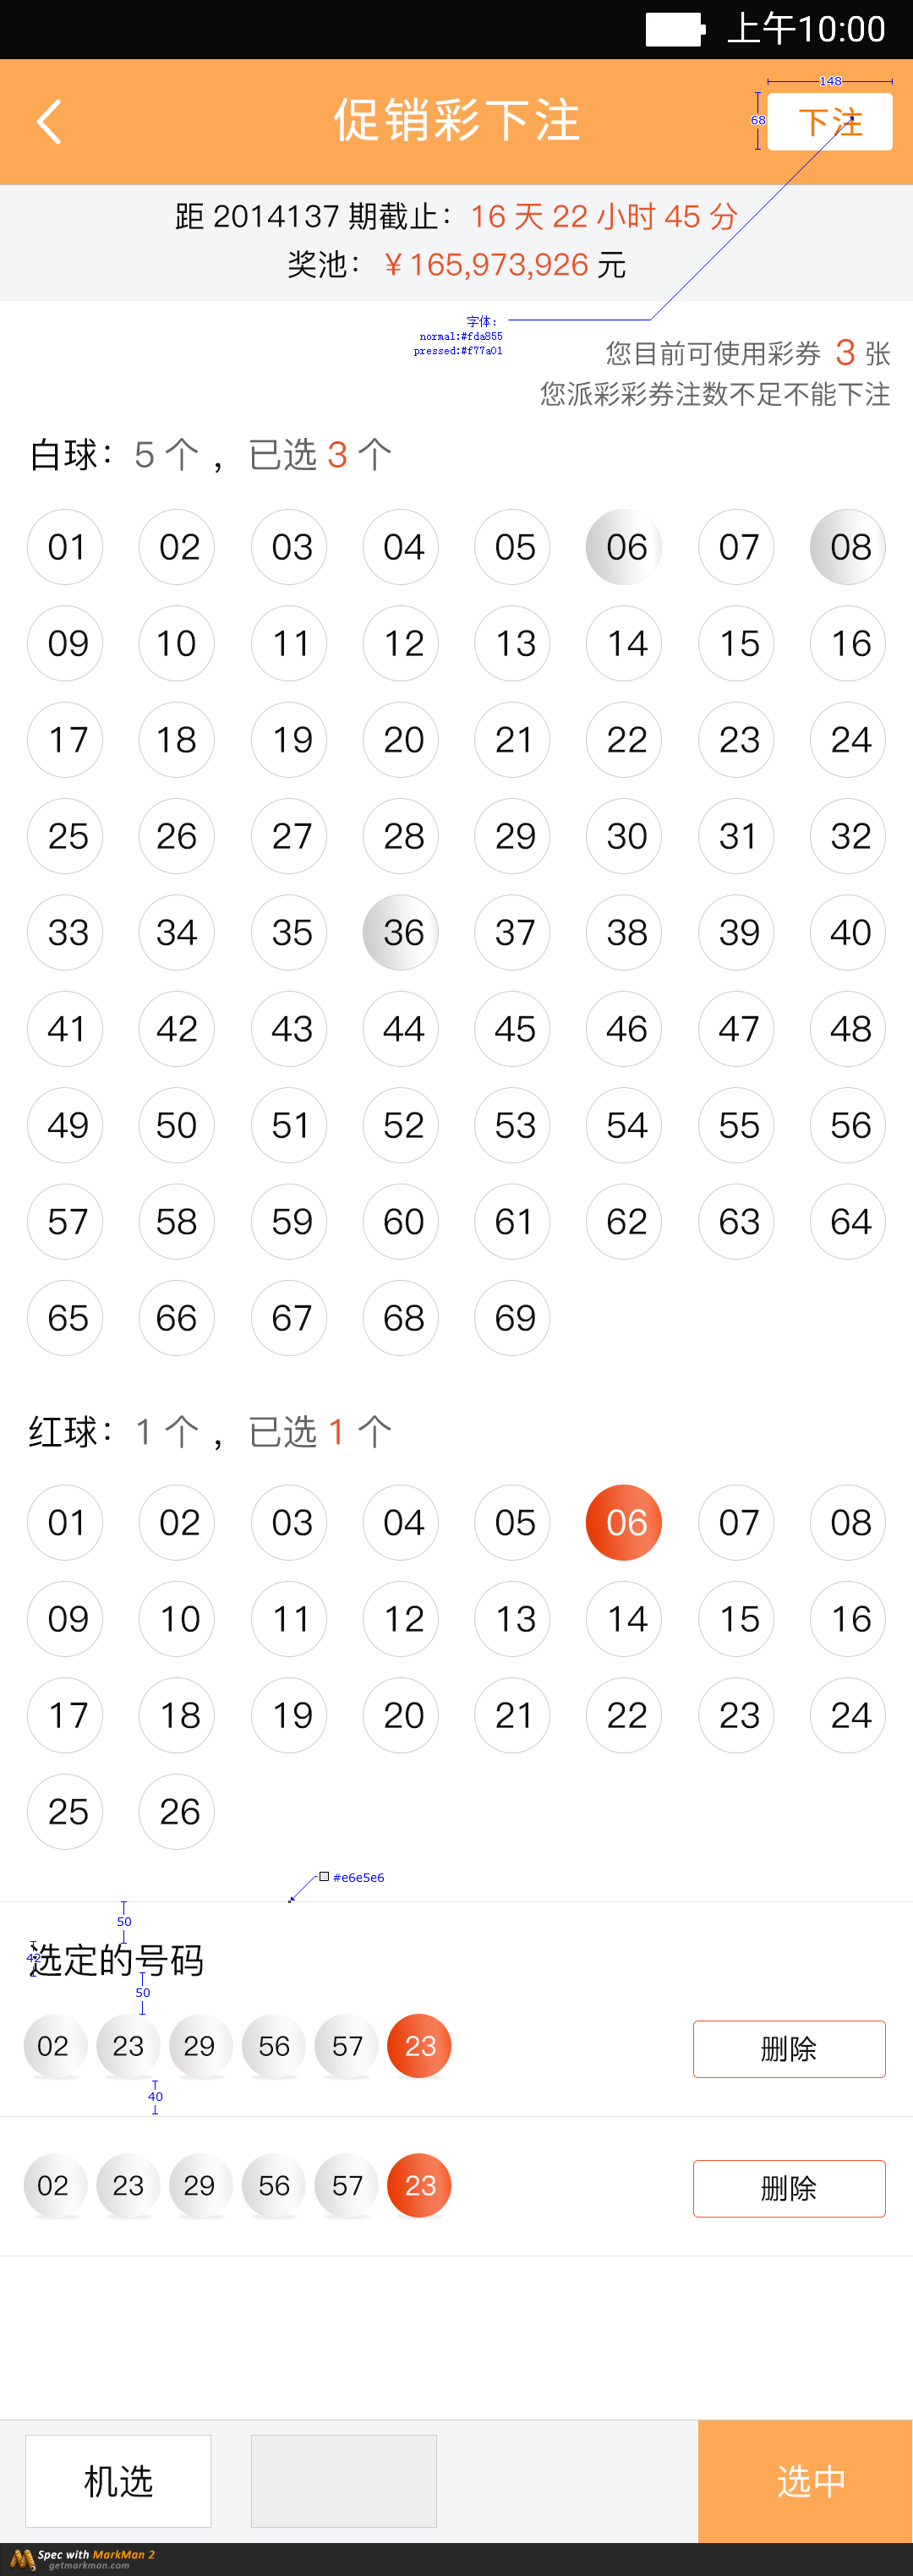 上午10:00
148
促销彩下注
68
下注
距 2014137 期截止：16 天 22 小时 45 分
奖池：￥165,973,926 元
字体：
normal:#fda855
pressed:#f77a01
您目前可使用彩券 3 张
您派彩彩券注数不足不能下注
白球：5 个 ，已选 3 个
01 02 03 04 05 06 07 08
09 10 11 12 13 14 15 16
17 18 19 20 21 22 23 24
25 26 27 28 29 30 31 32
33 34 35 36 37 38 39 40
41 42 43 44 45 46 47 48
49 50 51 52 53 54 55 56
57 58 59 60 61 62 63 64
65 66 67 68 69
红球：1 个 ，已选 1 个
01 02 03 04 05 06 07 08
09 10 11 12 13 14 15 16
17 18 19 20 21 22 23 24
25 26
#e6e5e6
50
42
选定的号码
50
02 23 29 56 57 23 删除
40
02 23 29 56 57 23 删除
机选 选中
Spec with MarkMan 2
getmarkman.com